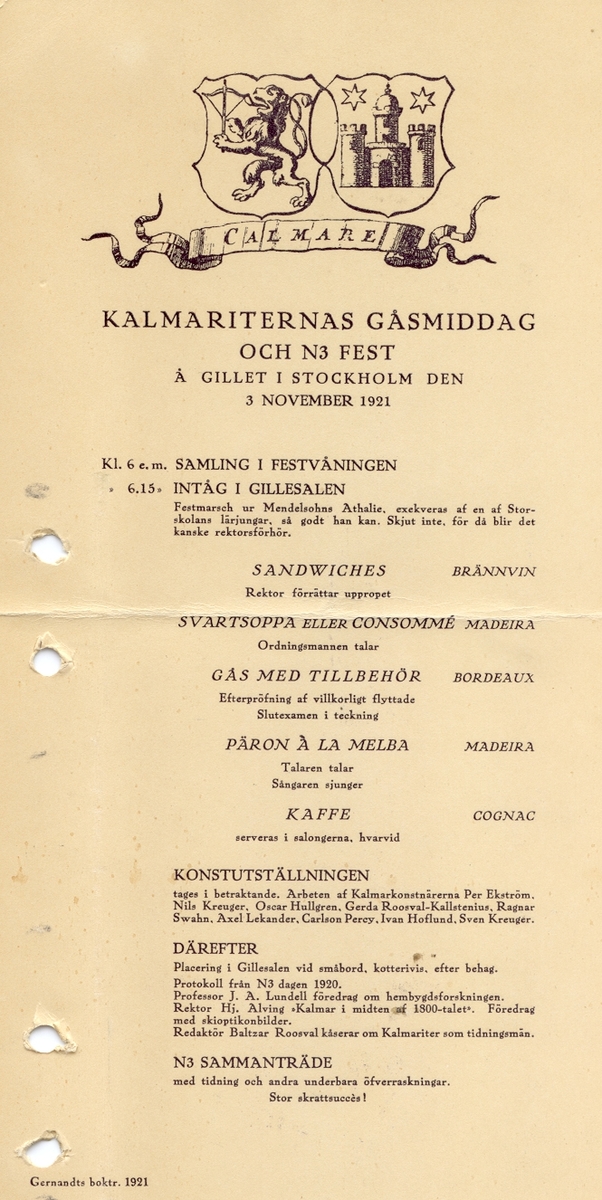 CALMARE
KALMARITERNAS GÅSMIDDAG
OCH N3 FEST
Å GILLET I STOCKHOLM DEN
3 NOVEMBER 1921
Kl. 6 e.m. SAMLING I FESTVÅNINGEN
» 6.15» INTÅG I GILLESALEN
Festmarsch ur Mendelsohns Athalie, exekveras af en af Stor-
skolans lärjungar, så godt han kan. Skjut inte, för då blir det
kanske rektorsförhör.
SANDWICHES BRÄNNVIN
Rektor förrättar uppropet
SVARTSOPPA ELLER CONSOMMÉ MADEIRA
Ordningsmannen talar
GÅS MED TILLBEHÖR BORDEAUX
Efterpröfning af villkorligt flyttade
Slutexamen i teckning
PÄRON À LA MELBA MADEIRA
Talaren talar
Sångaren sjunger
KAFFE COGNAC
serveras i salongerna, hvarvid
KONSTUTSTÄLLNINGEN
tages i betraktande. Arbeten af Kalmarkonstnärerna Per Ekström,
Nils Kreuger, Oscar Hullgren, Gerda Roosval-Kallstenius, Ragnar
Swahn, Axel Lekander, Carlson Percy, Ivan Hoflund, Sven Kreuger.
DÄREFTER
Placering i Gillesalen vid småbord, kotterivis, efter behag.
Protokoll från N3 dagen 1920.
Professor J. A. Lundell föredrag om hembygdsforskningen.
Rektor Hj. Alving »Kalmar i midten af 1800-talet». Föredrag
med skioptikonbilder.
Redaktör Baltzar Roosval kåserar om Kalmariter som tidningsmän.
N3 SAMMANTRÄDE
med tidning och andra underbara öfverraskningar.
Stor skrattsuccès!
Gernandts boktr. 1921